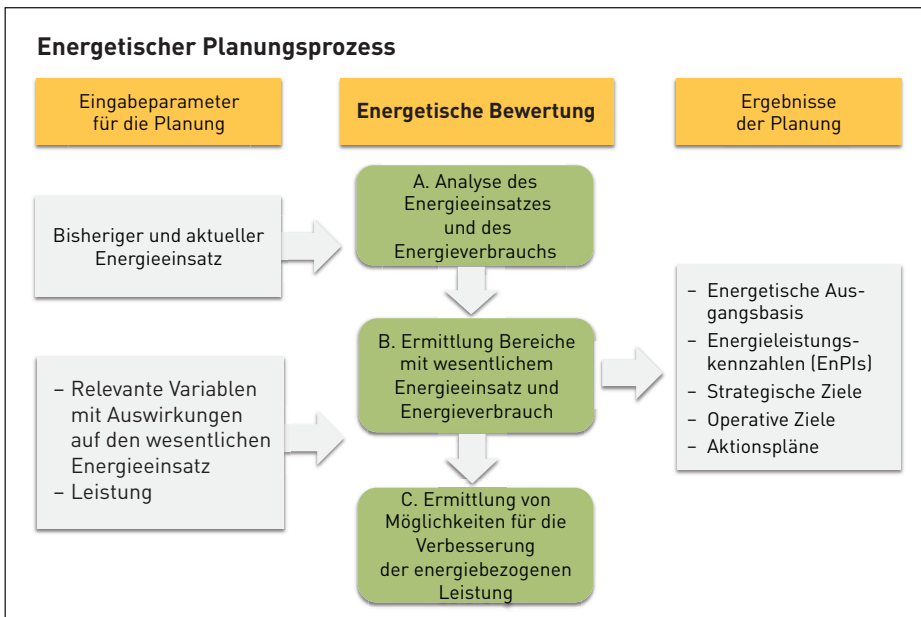 Energetischer Planungsprozess
Eingabeparameter
für die Planung
Energetische Bewertung
Ergebnisse
der Planung
Bisheriger und aktueller
Energieeinsatz
– Relevante Variablen
mit Auswirkungen
auf den wesentlichen
Energieeinsatz
– Leistung
A. Analyse des
Energieeinsatzes
und des
Energieverbrauchs
B. Ermittlung Bereiche
mit wesentlichem
Energieeinsatz und
Energieverbrauch
C. Ermittlung von
Möglichkeiten für die
Verbesserung
der energiebezogenen
Leistung
– Energetische Aus-
gangsbasis
– Energieleistungs-
kennzahlen (EnPIs)
– Strategische Ziele
– Operative Ziele
– Aktionspläne